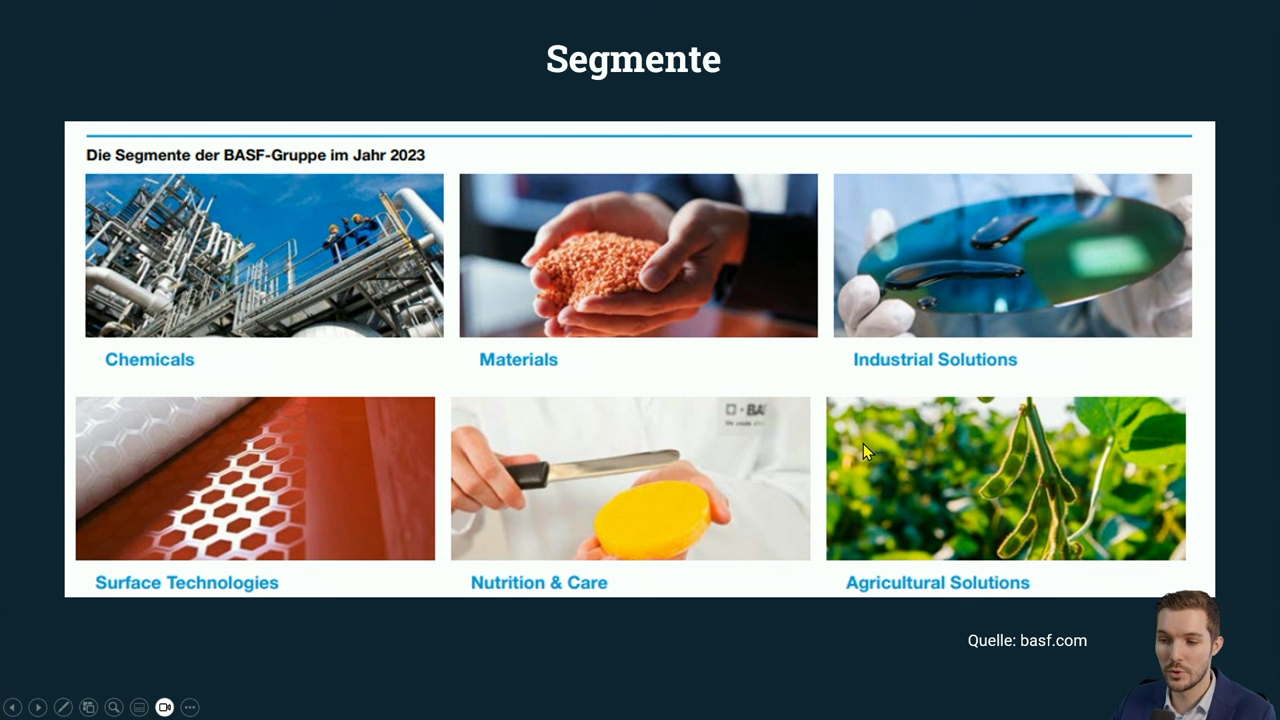 Segmente
Die Segmente der BASF-Gruppe im Jahr 2023
Chemicals
Materials
Industrial Solutions
Surface Technologies
Nutrition & Care
Agricultural Solutions
Quelle: basf.com